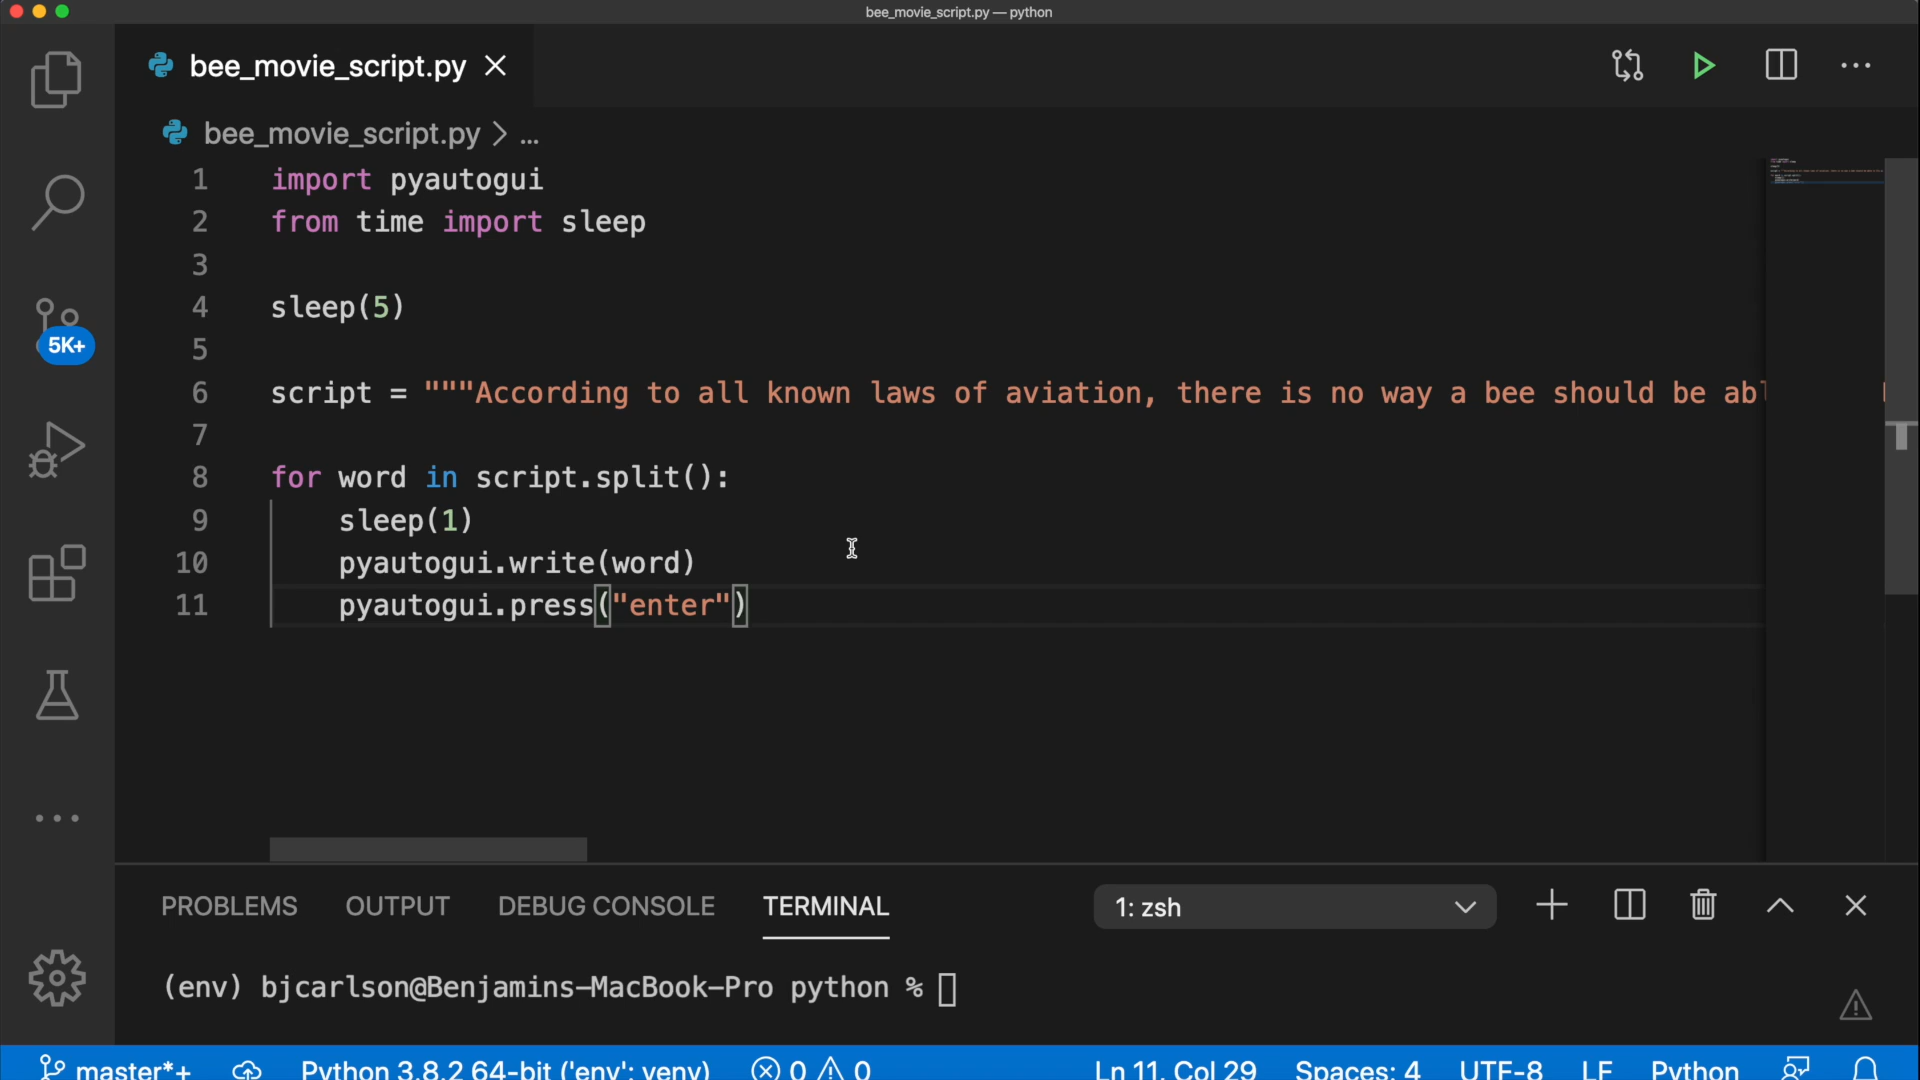 bee_movie_script.py — python
bee_movie_script.py
bee_movie_script.py > ...
1 import pyautogui
2 from time import sleep
3
4 sleep(5)
5
6 script = """According to all known laws of aviation, there is no way a bee should be abl
7
8 for word in script.split():
9 sleep(1)
10 pyautogui.write(word)
11 pyautogui.press("enter")
5K+
PROBLEMS OUTPUT DEBUG CONSOLE TERMINAL 1: zsh
(env) bjcarlson@Benjamins-MacBook-Pro python %
master*+ Python 3.8.2 64-bit ('env': venv) 0 0 Ln 11, Col 29 Spaces: 4 UTF-8 LF Python